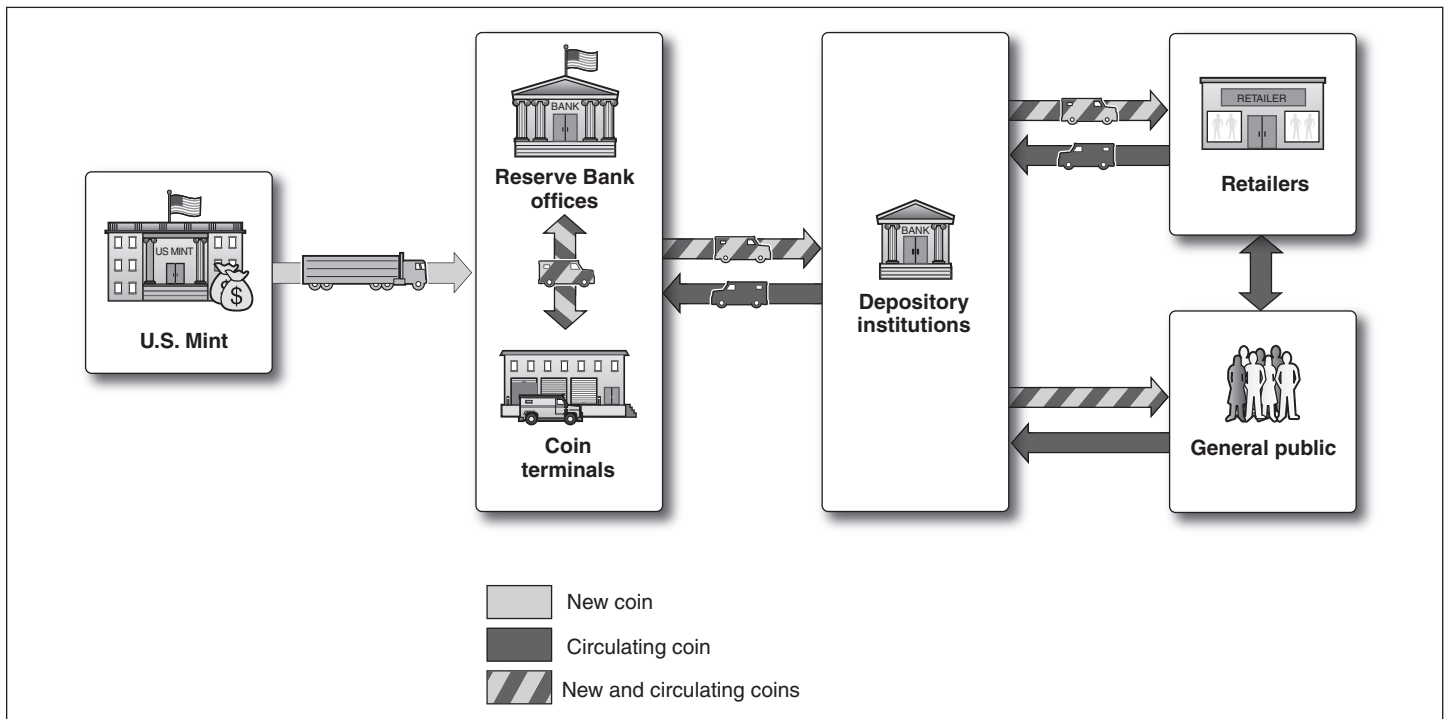 US MINT
$
U.S. Mint
BANK
Reserve Bank
offices
Coin
terminals
BANK
Depository
institutions
RETAILER
Retailers
General public
New coin
Circulating coin
New and circulating coins